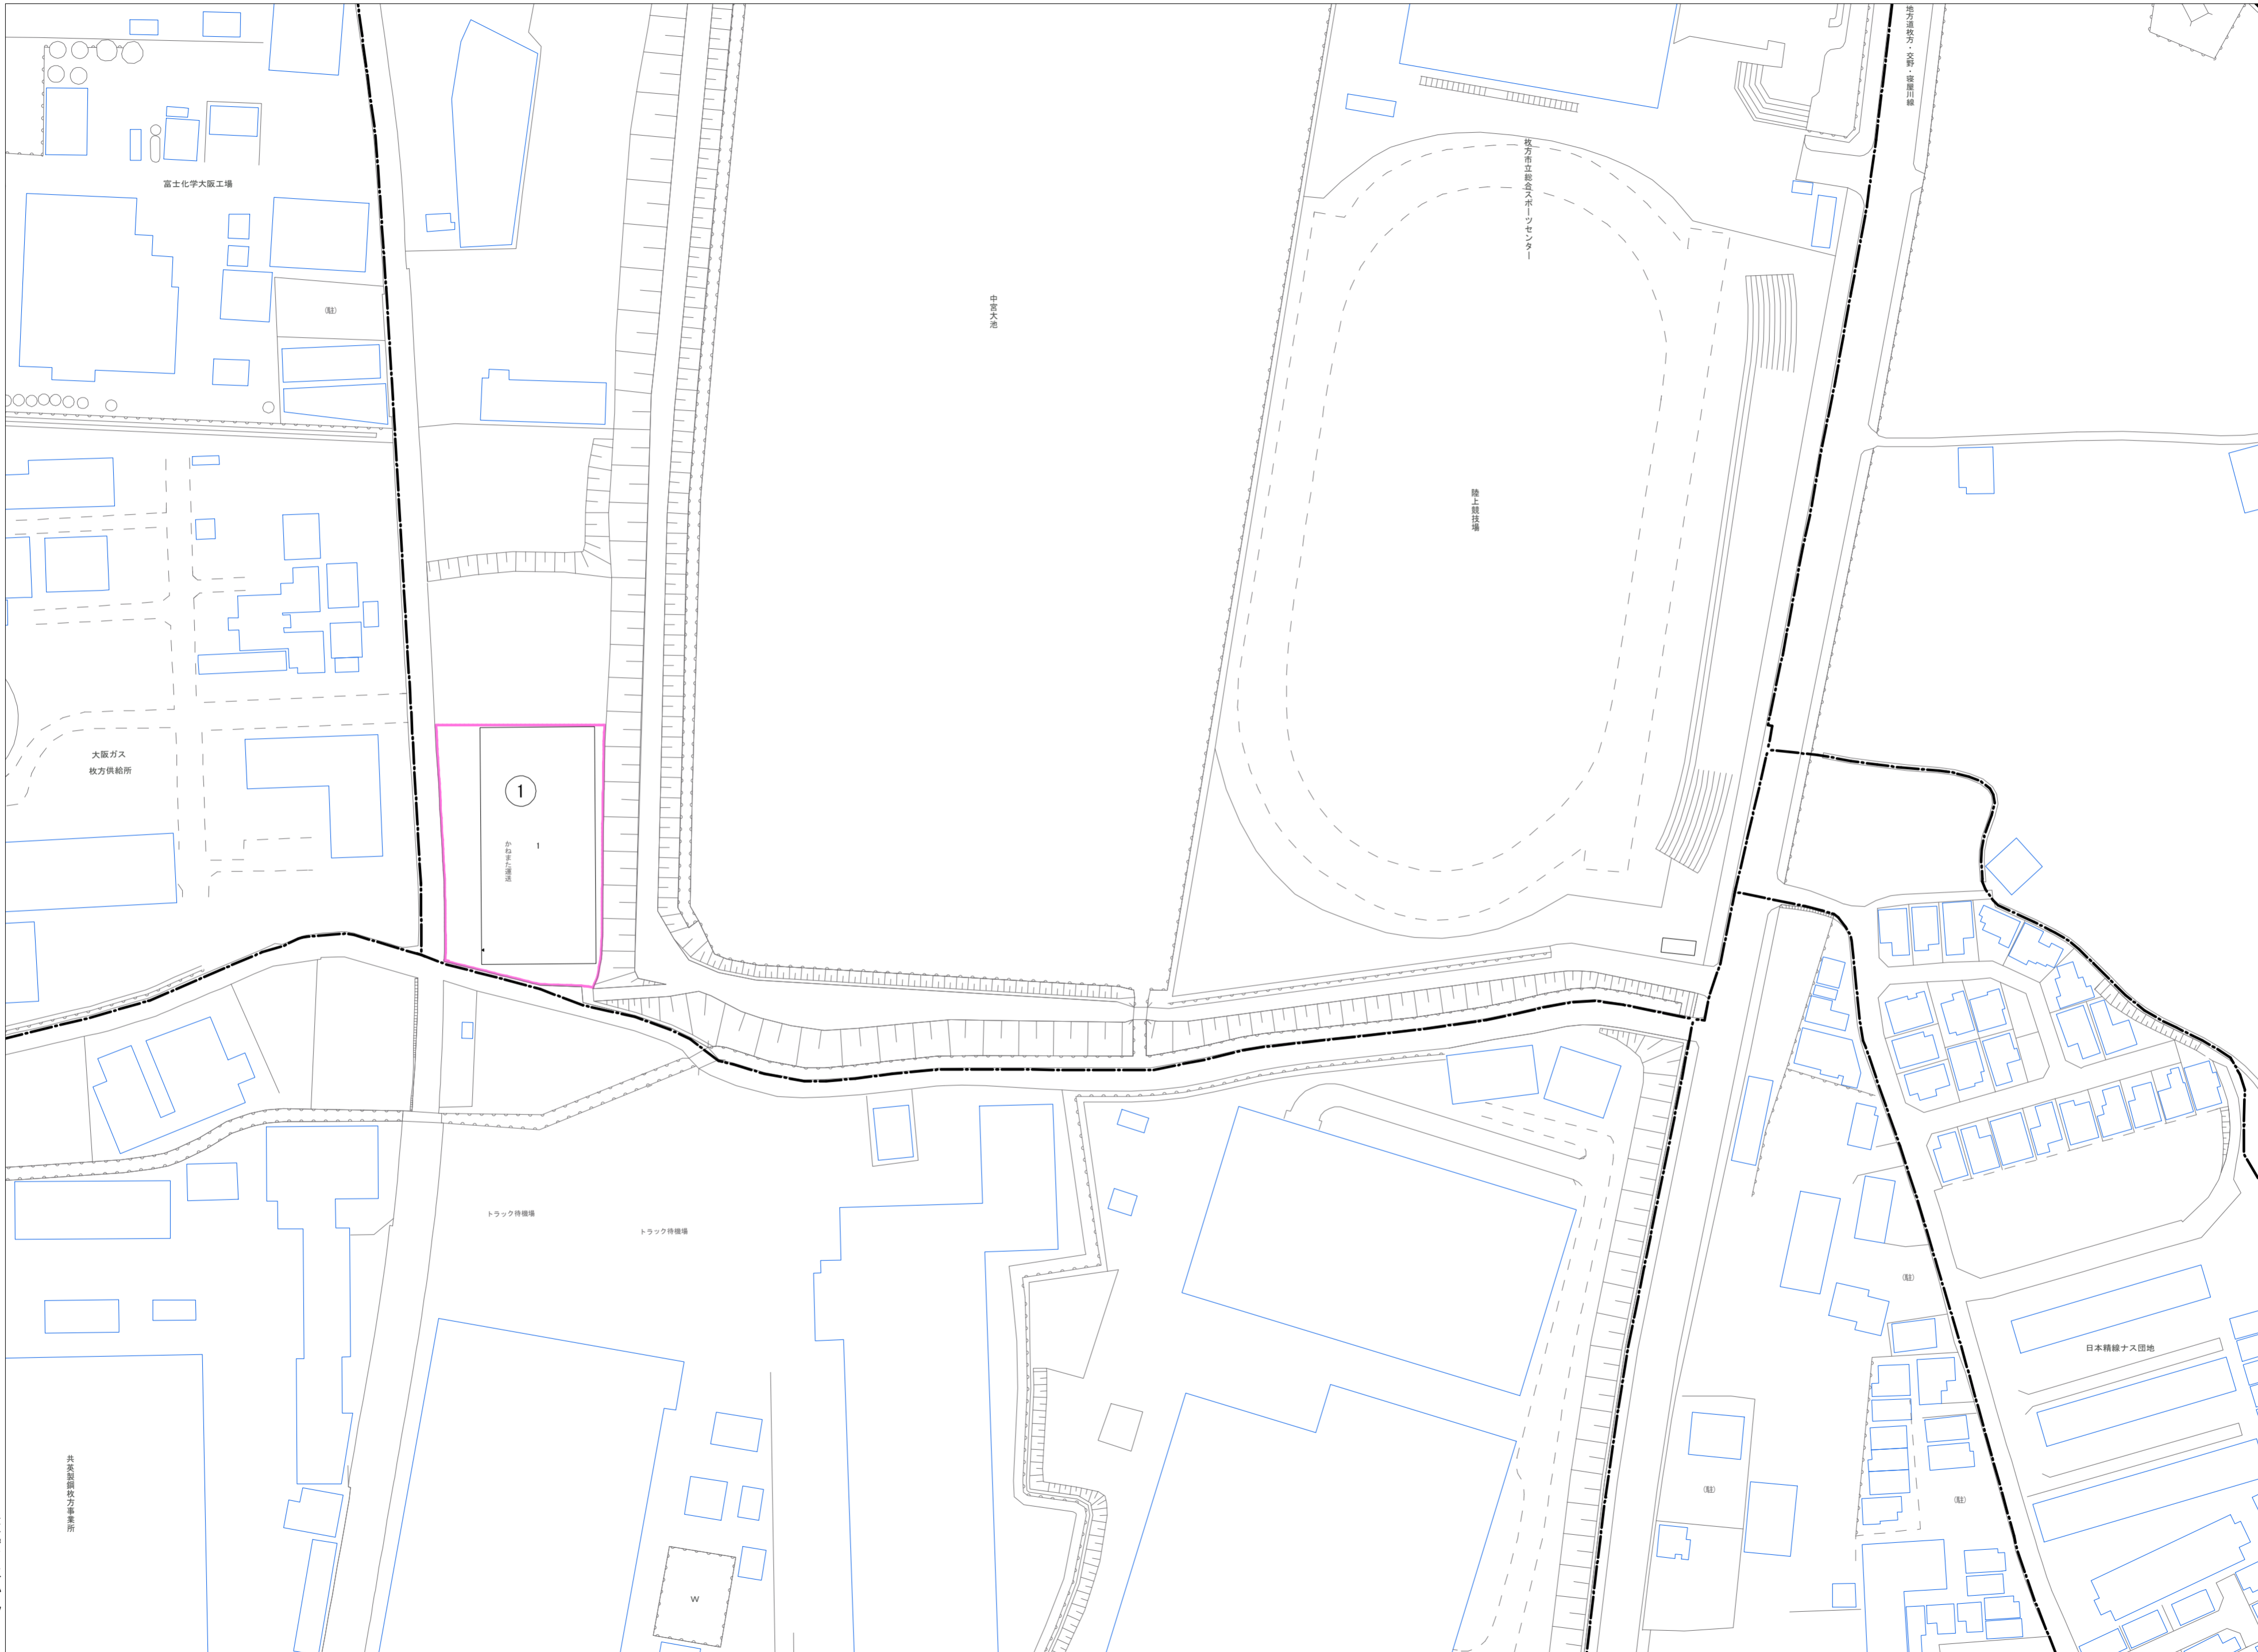 地方道枚方・交野・寝屋川線
枚方市立総合スポーツセンター
富士化学大阪工場
(駐)
中宮大池
陸上競技場
大阪ガス
枚方供給所
1
1
かねまた運送
トラック待機場
トラック待機場
(駐)
日本精線ナス団地
共英製鋼枚方事業所
(駐)
(駐)
W